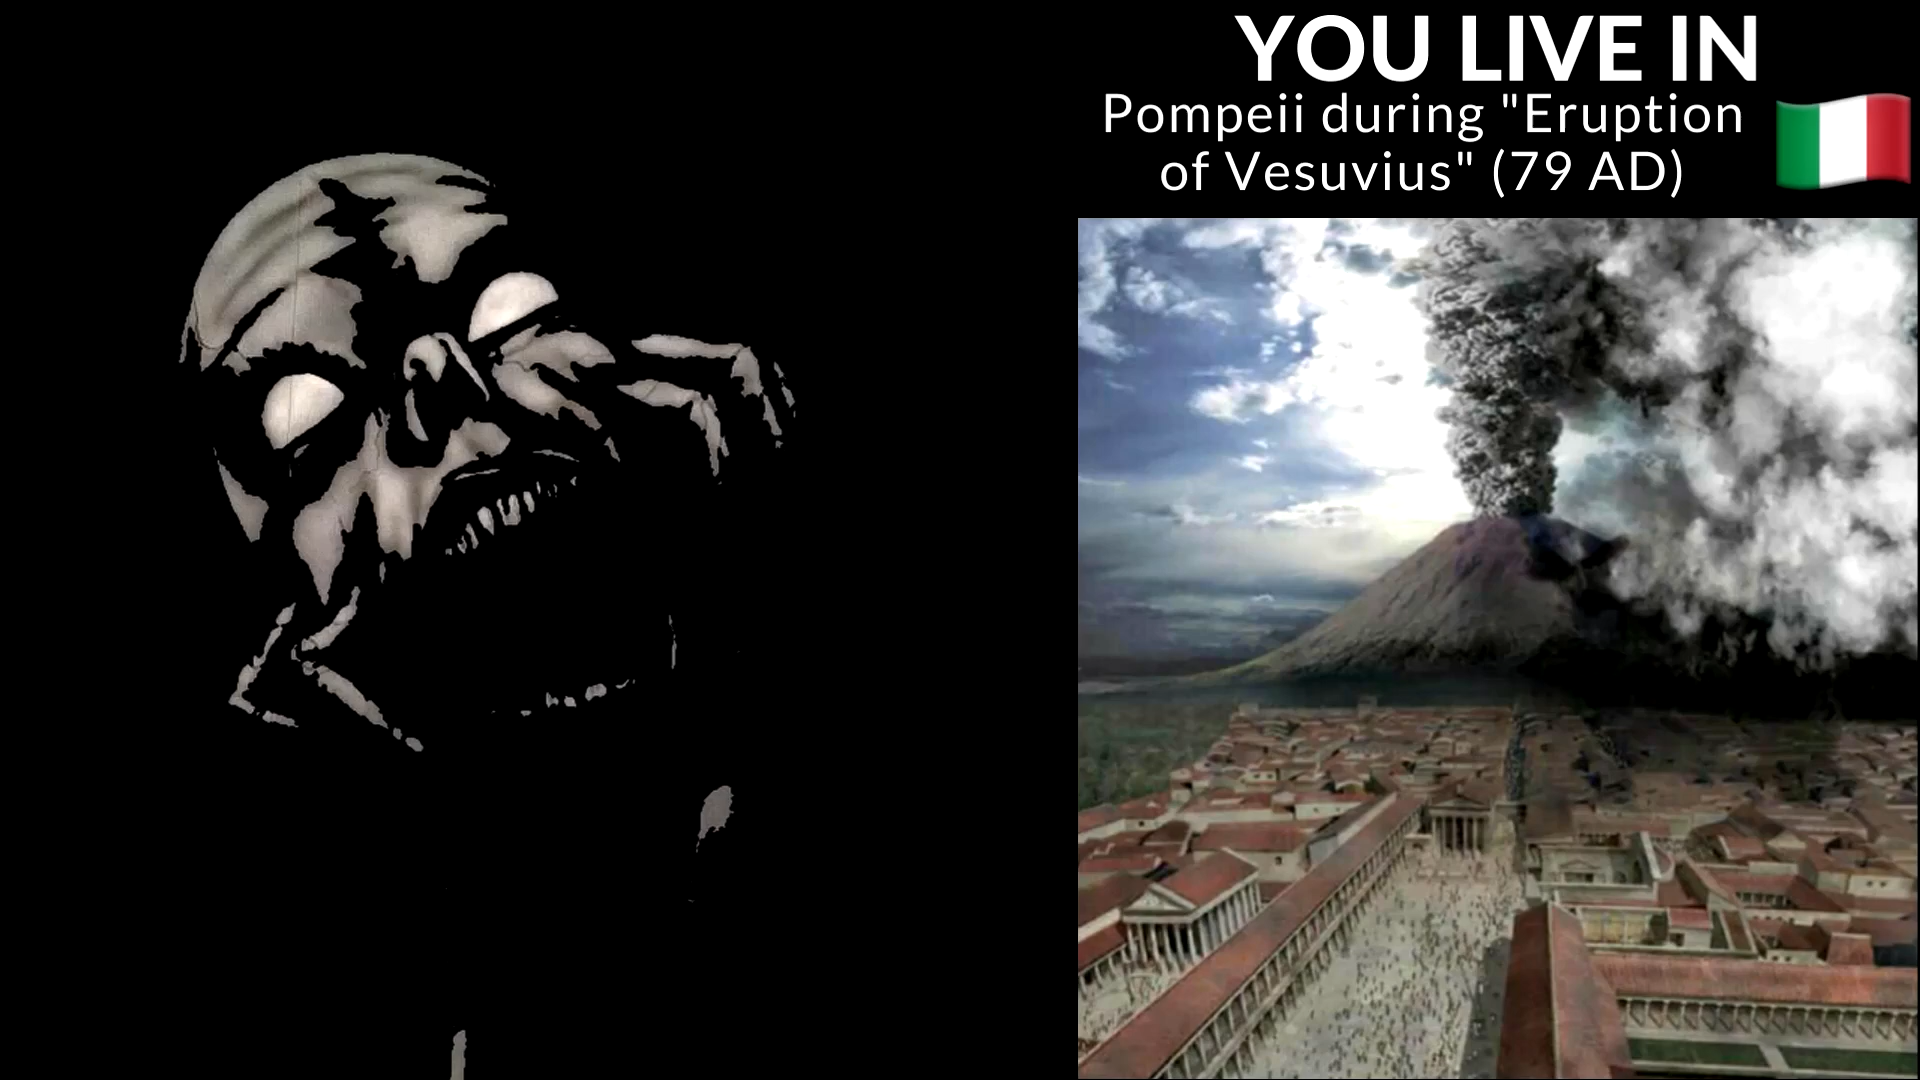 YOU LIVE IN
Pompeii during "Eruption
of Vesuvius" (79 AD)